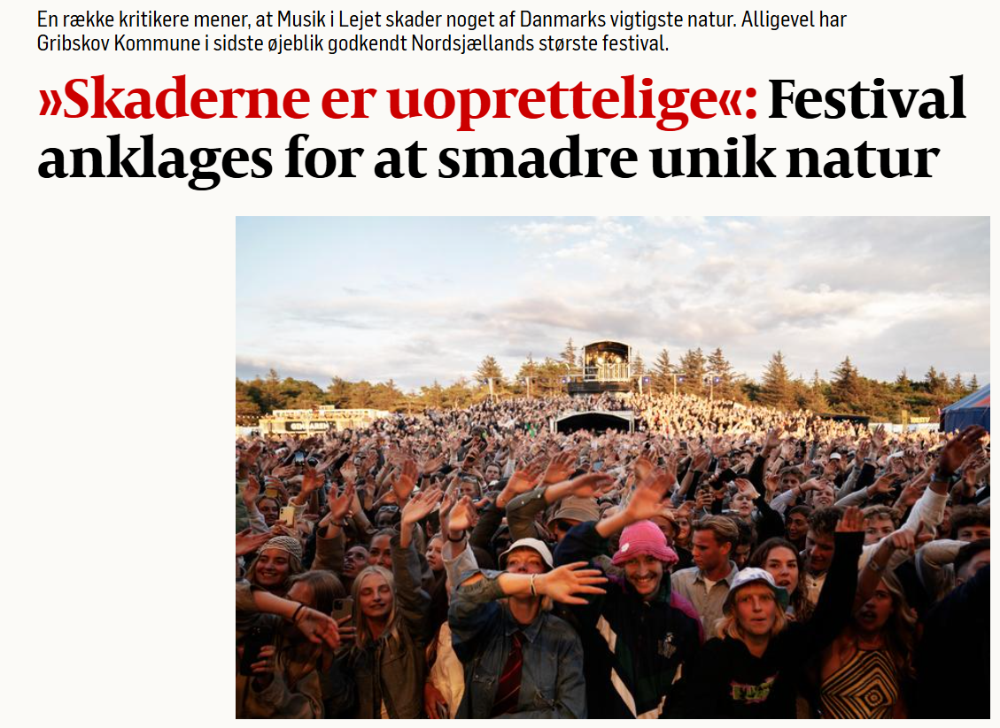 En række kritikere mener, at Musik i Lejet skader noget af Danmarks vigtigste natur. Alligevel har
Gribskov Kommune i sidste øjeblik godkendt Nordsjællands største festival.
»Skaderne er uoprettelige«: Festival
anklages for at smadre unik natur